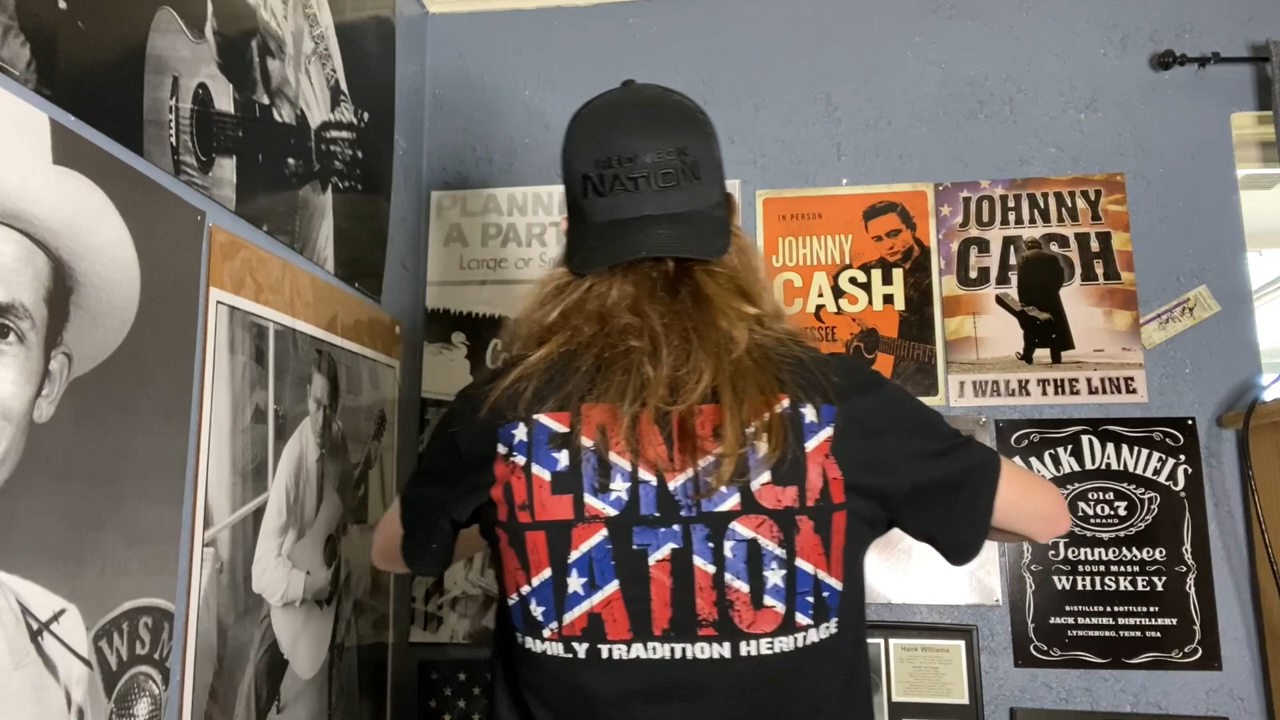 REDNECK
NATION
PLANNI
A PART
Large or Sm
IN PERSON
JOHNNY
CASH
ESSEE
JOHNNY
CASH
I WALK THE LINE
REDNECK
NATION
FAMILY TRADITION HERITAGE
JACK DANIEL'S
Old
No.7
BRAND
Tennessee
SOUR MASH
WHISKEY
DISTILLED & BOTTLED BY
JACK DANIEL DISTILLERY
LYNCHBURG, TENN. USA
WSM
Hank Williams